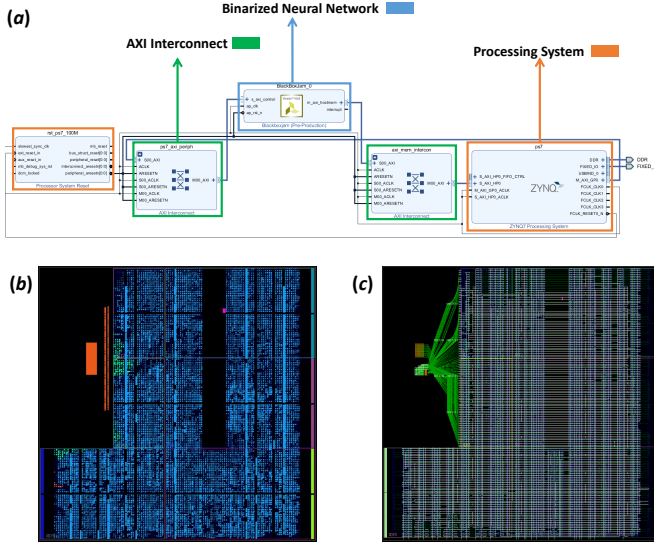 (a)
Binarized Neural Network
AXI Interconnect
Processing System
BlackBoxJam_0
s_axi_control
ap_clk
ap_rst_n
m_axi_hostmem
interrupt
Blackboxjam (Pre-Production)
rst_ps7_100M
slowest_sync_clk
ext_reset_in
aux_reset_in
mb_debug_sys_rst
dcm_locked
mb_reset
bus_struct_reset[0:0]
peripheral_reset[0:0]
interconnect_aresetn[0:0]
peripheral_aresetn[0:0]
Processor System Reset
ps7_axi_periph
S00_AXI
ACLK
ARESETN
S00_ACLK
S00_ARESETN
M00_ACLK
M00_ARESETN
M00_AXI
AXI Interconnect
axi_mem_intercon
S00_AXI
ACLK
ARESETN
S00_ACLK
S00_ARESETN
M00_ACLK
M00_ARESETN
M00_AXI
AXI Interconnect
ps7
S_AXI_HP0_FIFO_CTRL
S_AXI_HP0
M_AXI_GP0_ACLK
S_AXI_HP0_ACLK
ZYNQ
DDR
FIXED_IO
USBIND_0
M_AXI_GP0
FCLK_CLK0
FCLK_CLK1
FCLK_CLK2
FCLK_CLK3
FCLK_RESET0_N
ZYNQ7 Processing System
DDR
FIXED_
(b)
(c)